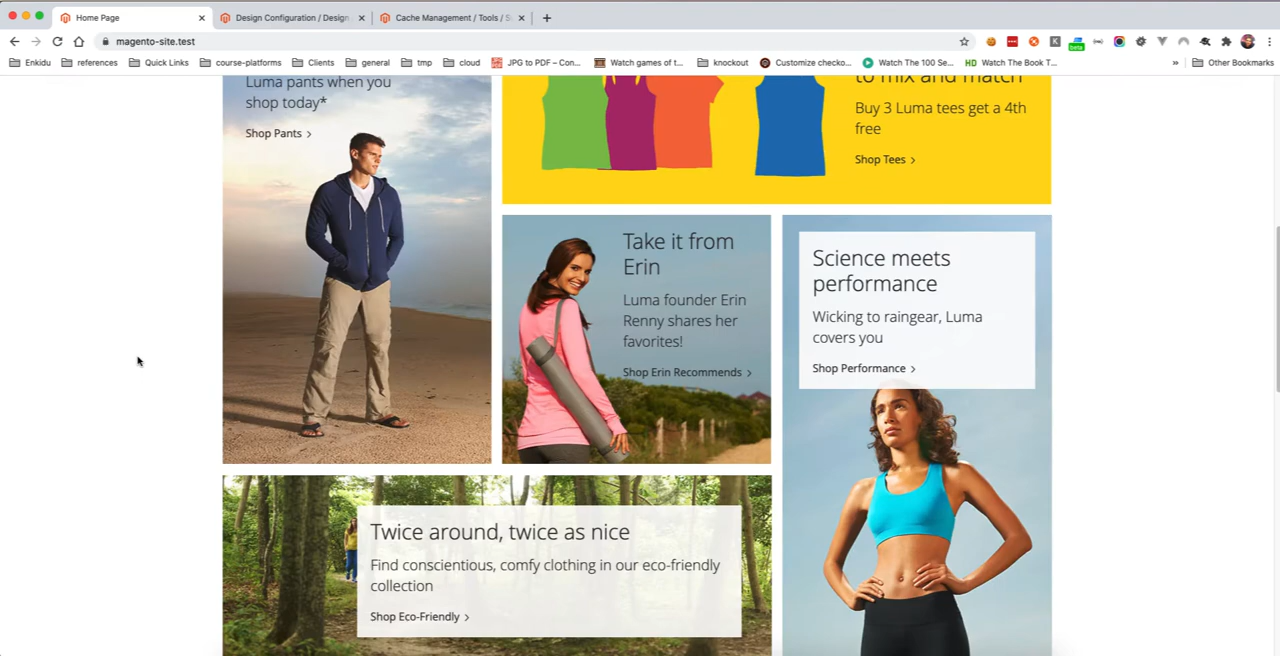 Home Page
Design Configuration / Design
Cache Management / Tools / S
magento-site.test
beta
Enkidu
references
Quick Links
course-platforms
Clients
general
tmp
cloud
JPG to PDF – Con...
Watch games of t...
knockout
Customize checko...
Watch The 100 Se...
HD Watch The Book T...
»
Other Bookmarks
Luma pants when you
shop today*
Shop Pants >
to mix and match
Buy 3 Luma tees get a 4th
free
Shop Tees >
Take it from
Erin
Luma founder Erin
Renny shares her
favorites!
Shop Erin Recommends >
Science meets
performance
Wicking to raingear, Luma
covers you
Shop Performance >
Twice around, twice as nice
Find conscientious, comfy clothing in our eco-friendly
collection
Shop Eco-Friendly >